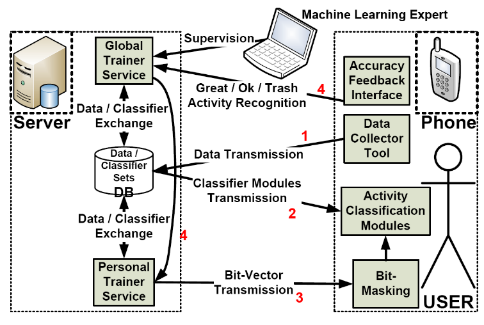 Machine Learning Expert
Supervision
Global
Trainer
Service
Great / Ok / Trash
Activity Recognition
4
Accuracy
Feedback
Interface
Server
Phone
Data / Classifier
Exchange
1
Data Transmission
Data
Collector
Tool
Data /
Classifier
Sets
DB
Classifier Modules
Transmission
2
Activity
Classification
Modules
Data / Classifier
Exchange
4
Personal
Trainer
Service
Bit-Vector
Transmission
3
Bit-
Masking
USER